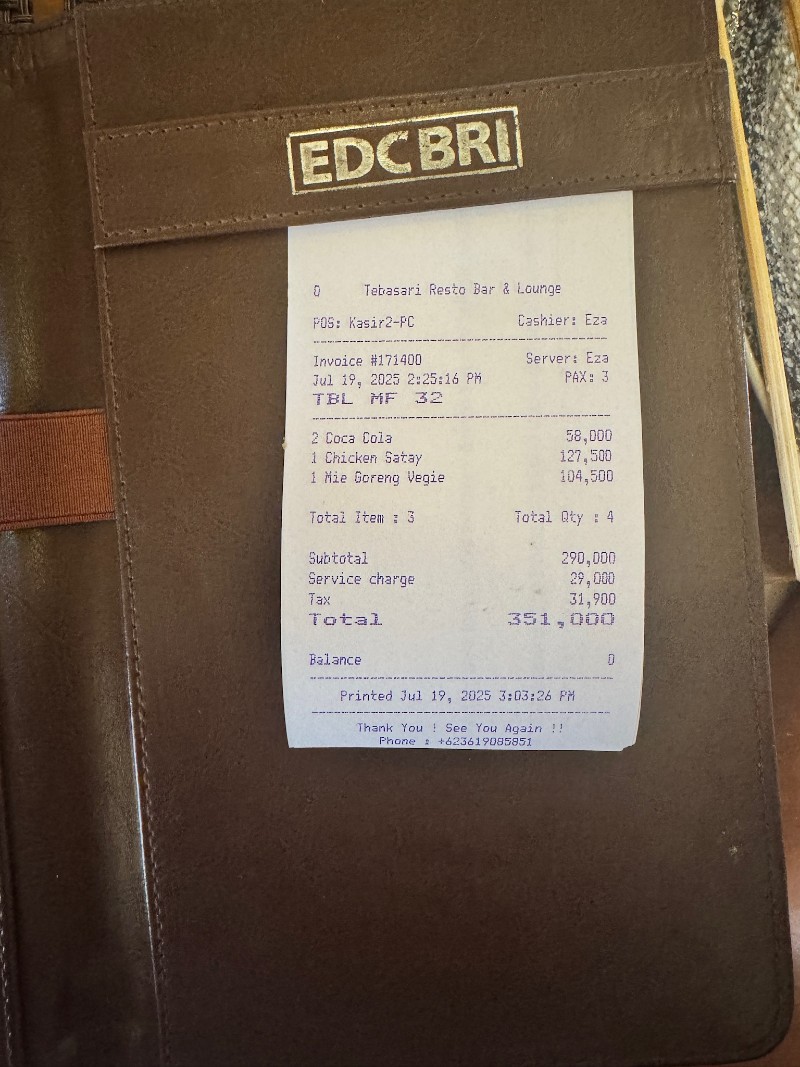 EDC BRI
0 Tebasari Resto Bar & Lounge
POS: Kasir2-PC Cashier: Eza
Invoice #171400 Server: Eza
Jul 19, 2025 2:25:16 PM PAX: 3
TBL MF 32
2 Coca Cola 58,000
1 Chicken Satay 127,500
1 Mie Goreng Vegie 104,500
Total Item : 3 Total Qty : 4
Subtotal 290,000
Service charge 29,000
Tax 31,900
Total 351,000
Balance 0
Printed Jul 19, 2025 3:03:26 PM
Thank You ! See You Again !!
Phone : +623619085851